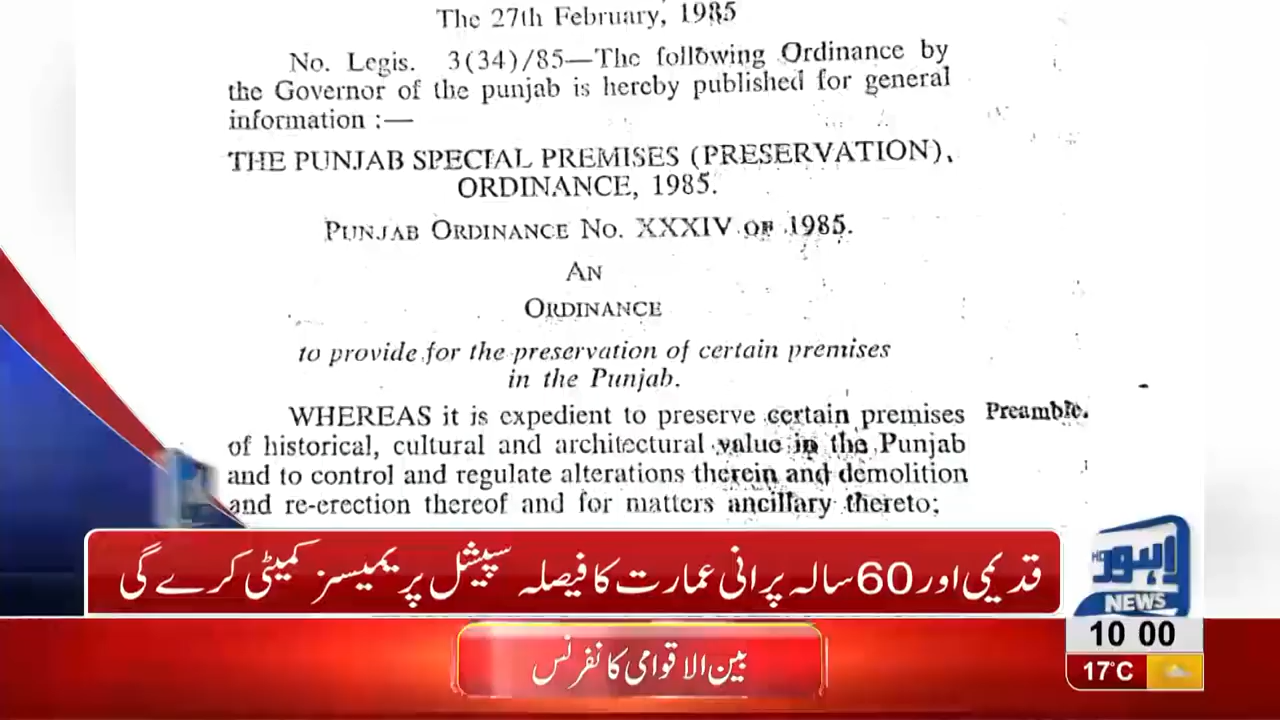 The 27th February, 1985
No. Legis. 3(34)/85—The following Ordinance by
the Governor of the punjab is hereby published for general
information :—
THE PUNJAB SPECIAL PREMISES (PRESERVATION),
ORDINANCE, 1985.
PUNJAB ORDINANCE NO. XXXIV OF 1985.
AN
ORDINANCE
to provide for the preservation of certain premises
in the Punjab.
WHEREAS it is expedient to preserve certain premises Preamble.
of historical, cultural and architectural value in the Punjab
and to control and regulate alterations therein and demolition
and re-erection thereof and for matters ancillary thereto;
قدیمی اور 60 سالہ پرانی عمارت کا فیصلہ سپیشل پریمیسز کمیٹی کرے گی
لاہور
HD
NEWS
بین الاقوامی کانفرنس
10 00
17°C